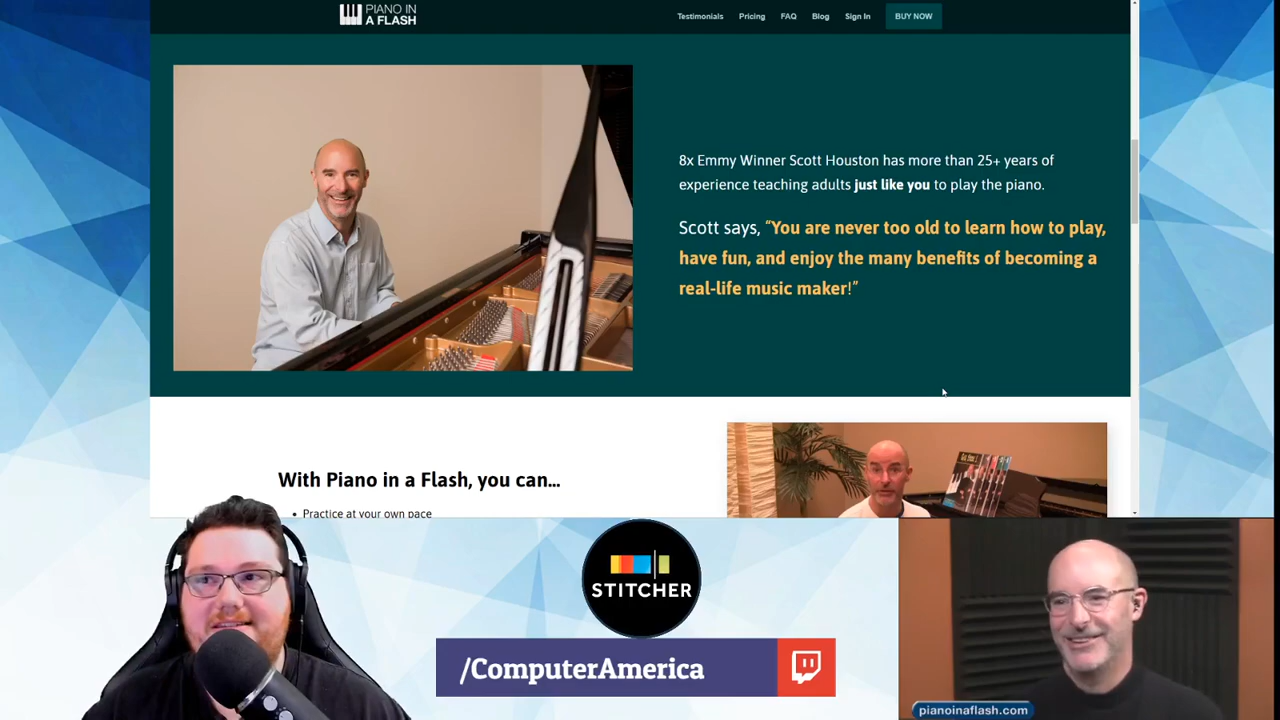 PIANO IN
A FLASH
Testimonials Pricing FAQ Blog Sign In BUY NOW
8x Emmy Winner Scott Houston has more than 25+ years of
experience teaching adults just like you to play the piano.
Scott says, “You are never too old to learn how to play,
have fun, and enjoy the many benefits of becoming a
real-life music maker!”
With Piano in a Flash, you can...
• Practice at your own pace
STITCHER
/ComputerAmerica
pianoinaflash.com